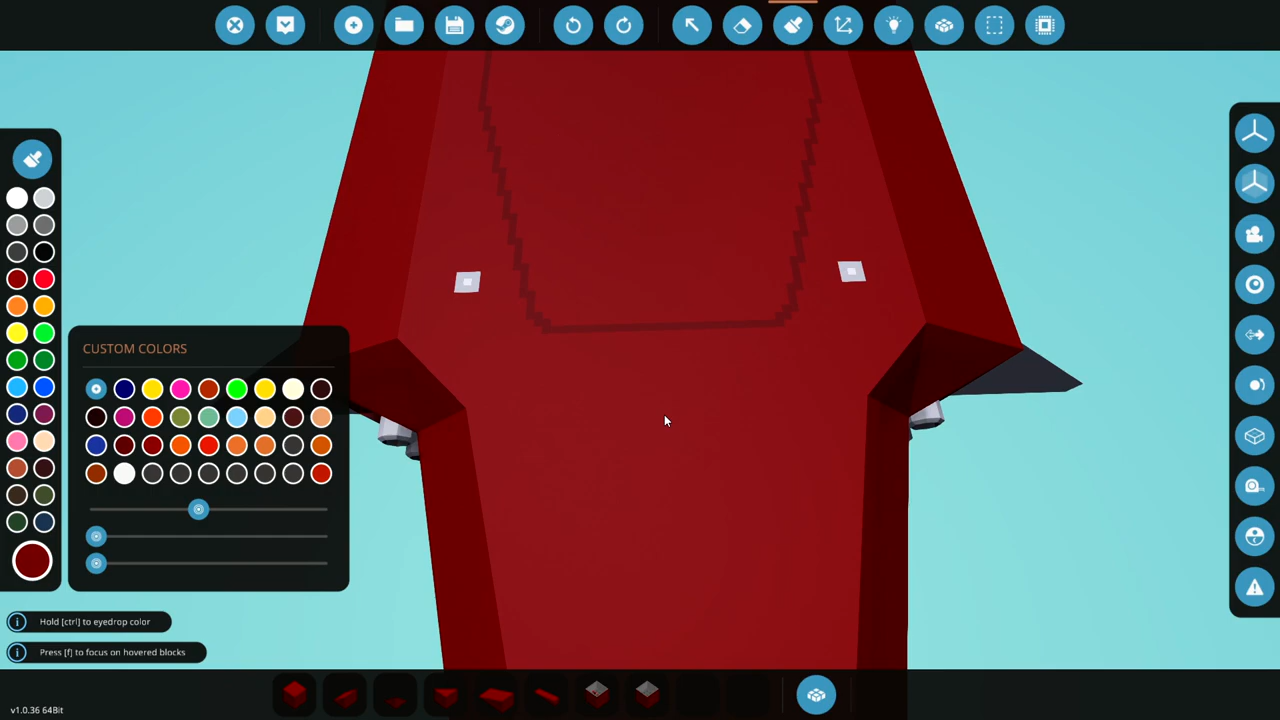 CUSTOM COLORS
Hold [ctrl] to eyedrop color
Press [f] to focus on hovered blocks
v1.0.36 64Bit